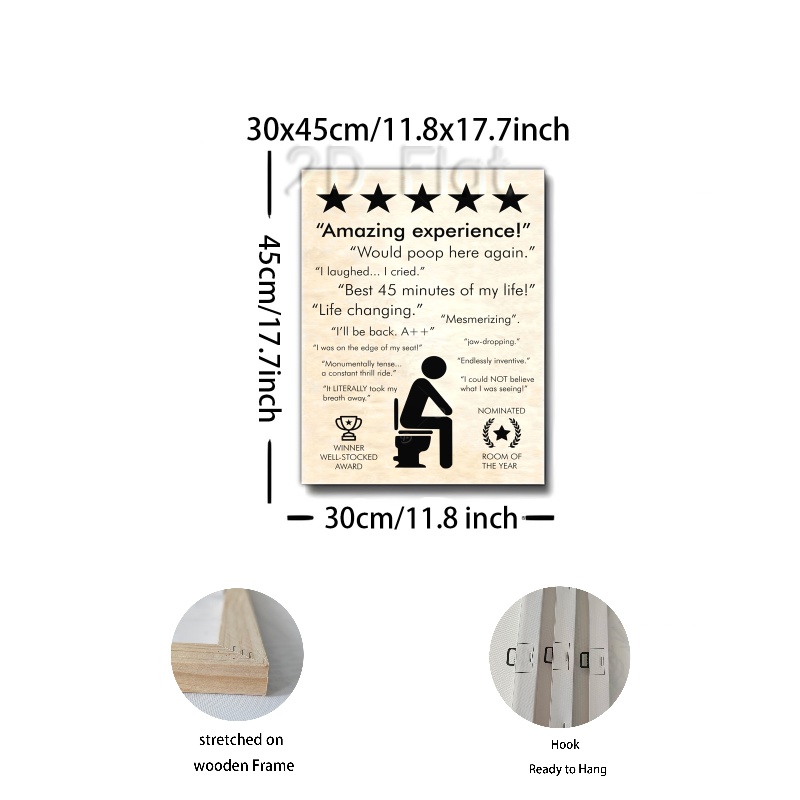 30x45cm/11.8x17.7inch
2D Flat
45cm/17.7inch
“Amazing experience!”
“Would poop here again.”
“I laughed... I cried.”
“Best 45 minutes of my life!”
“Life changing.”
“Mesmerizing”.
“I’ll be back. A++”
“jaw-dropping.”
“I was on the edge of my seat!”
“Endlessly inventive.”
“Monumentally tense...
a constant thrill ride.”
“I could NOT believe
what I was seeing!”
“It LITERALLY took my
breath away.”
WINNER
WELL-STOCKED
AWARD
NOMINATED
ROOM OF
THE YEAR
30cm/11.8 inch
stretched on
wooden Frame
Hook
Ready to Hang